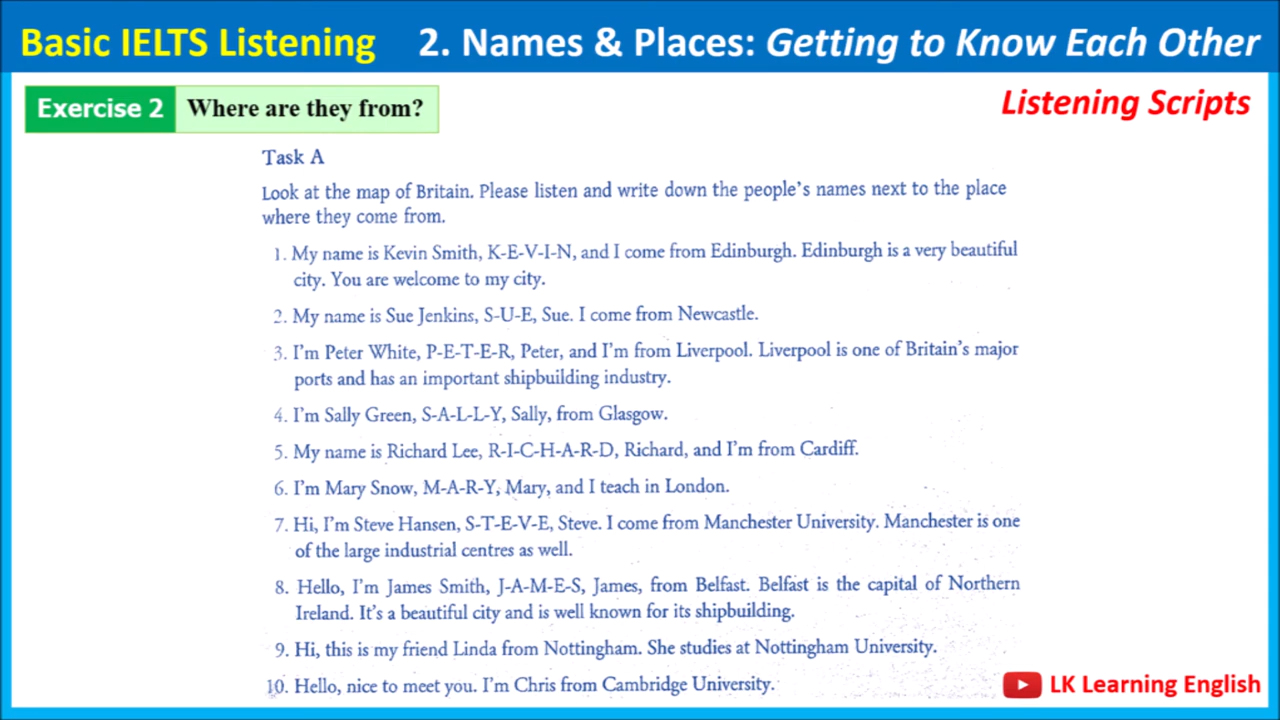 Basic IELTS Listening 2. Names & Places: Getting to Know Each Other
Exercise 2 Where are they from?
Listening Scripts
Task A
Look at the map of Britain. Please listen and write down the people's names next to the place
where they come from.
1. My name is Kevin Smith, K-E-V-I-N, and I come from Edinburgh. Edinburgh is a very beautiful
city. You are welcome to my city.
2. My name is Sue Jenkins, S-U-E, Sue. I come from Newcastle.
3. I'm Peter White, P-E-T-E-R, Peter, and I'm from Liverpool. Liverpool is one of Britain's major
ports and has an important shipbuilding industry.
4. I'm Sally Green, S-A-L-L-Y, Sally, from Glasgow.
5. My name is Richard Lee, R-I-C-H-A-R-D, Richard, and I'm from Cardiff.
6. I'm Mary Snow, M-A-R-Y, Mary, and I teach in London.
7. Hi, I'm Steve Hansen, S-T-E-V-E, Steve. I come from Manchester University. Manchester is one
of the large industrial centres as well.
8. Hello, I'm James Smith, J-A-M-E-S, James, from Belfast. Belfast is the capital of Northern
Ireland. It's a beautiful city and is well known for its shipbuilding.
9. Hi, this is my friend Linda from Nottingham. She studies at Nottingham University.
10. Hello, nice to meet you. I'm Chris from Cambridge University.
LK Learning English